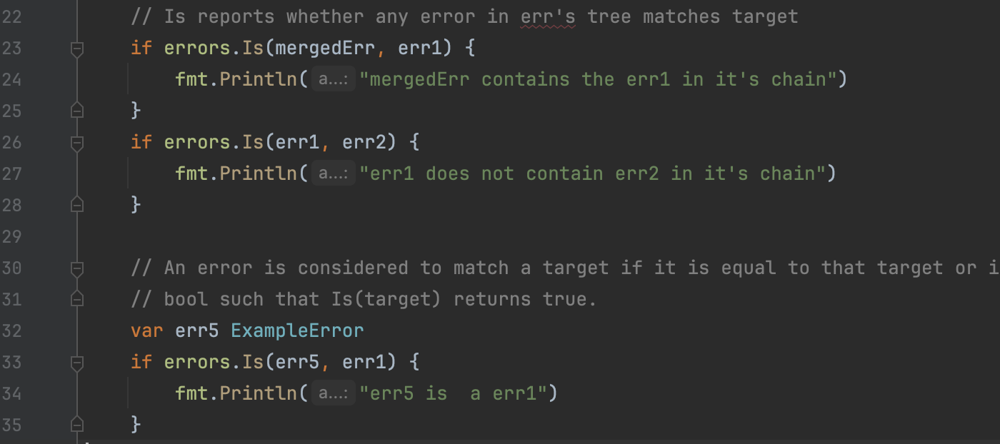 22 // Is reports whether any error in err's tree matches target
23 if errors.Is(mergedErr, err1) {
24 fmt.Println( a...: "mergedErr contains the err1 in it's chain")
25 }
26 if errors.Is(err1, err2) {
27 fmt.Println( a...: "err1 does not contain err2 in it's chain")
28 }
29
30 // An error is considered to match a target if it is equal to that target or i
31 // bool such that Is(target) returns true.
32 var err5 ExampleError
33 if errors.Is(err5, err1) {
34 fmt.Println( a...: "err5 is  a err1")
35 }